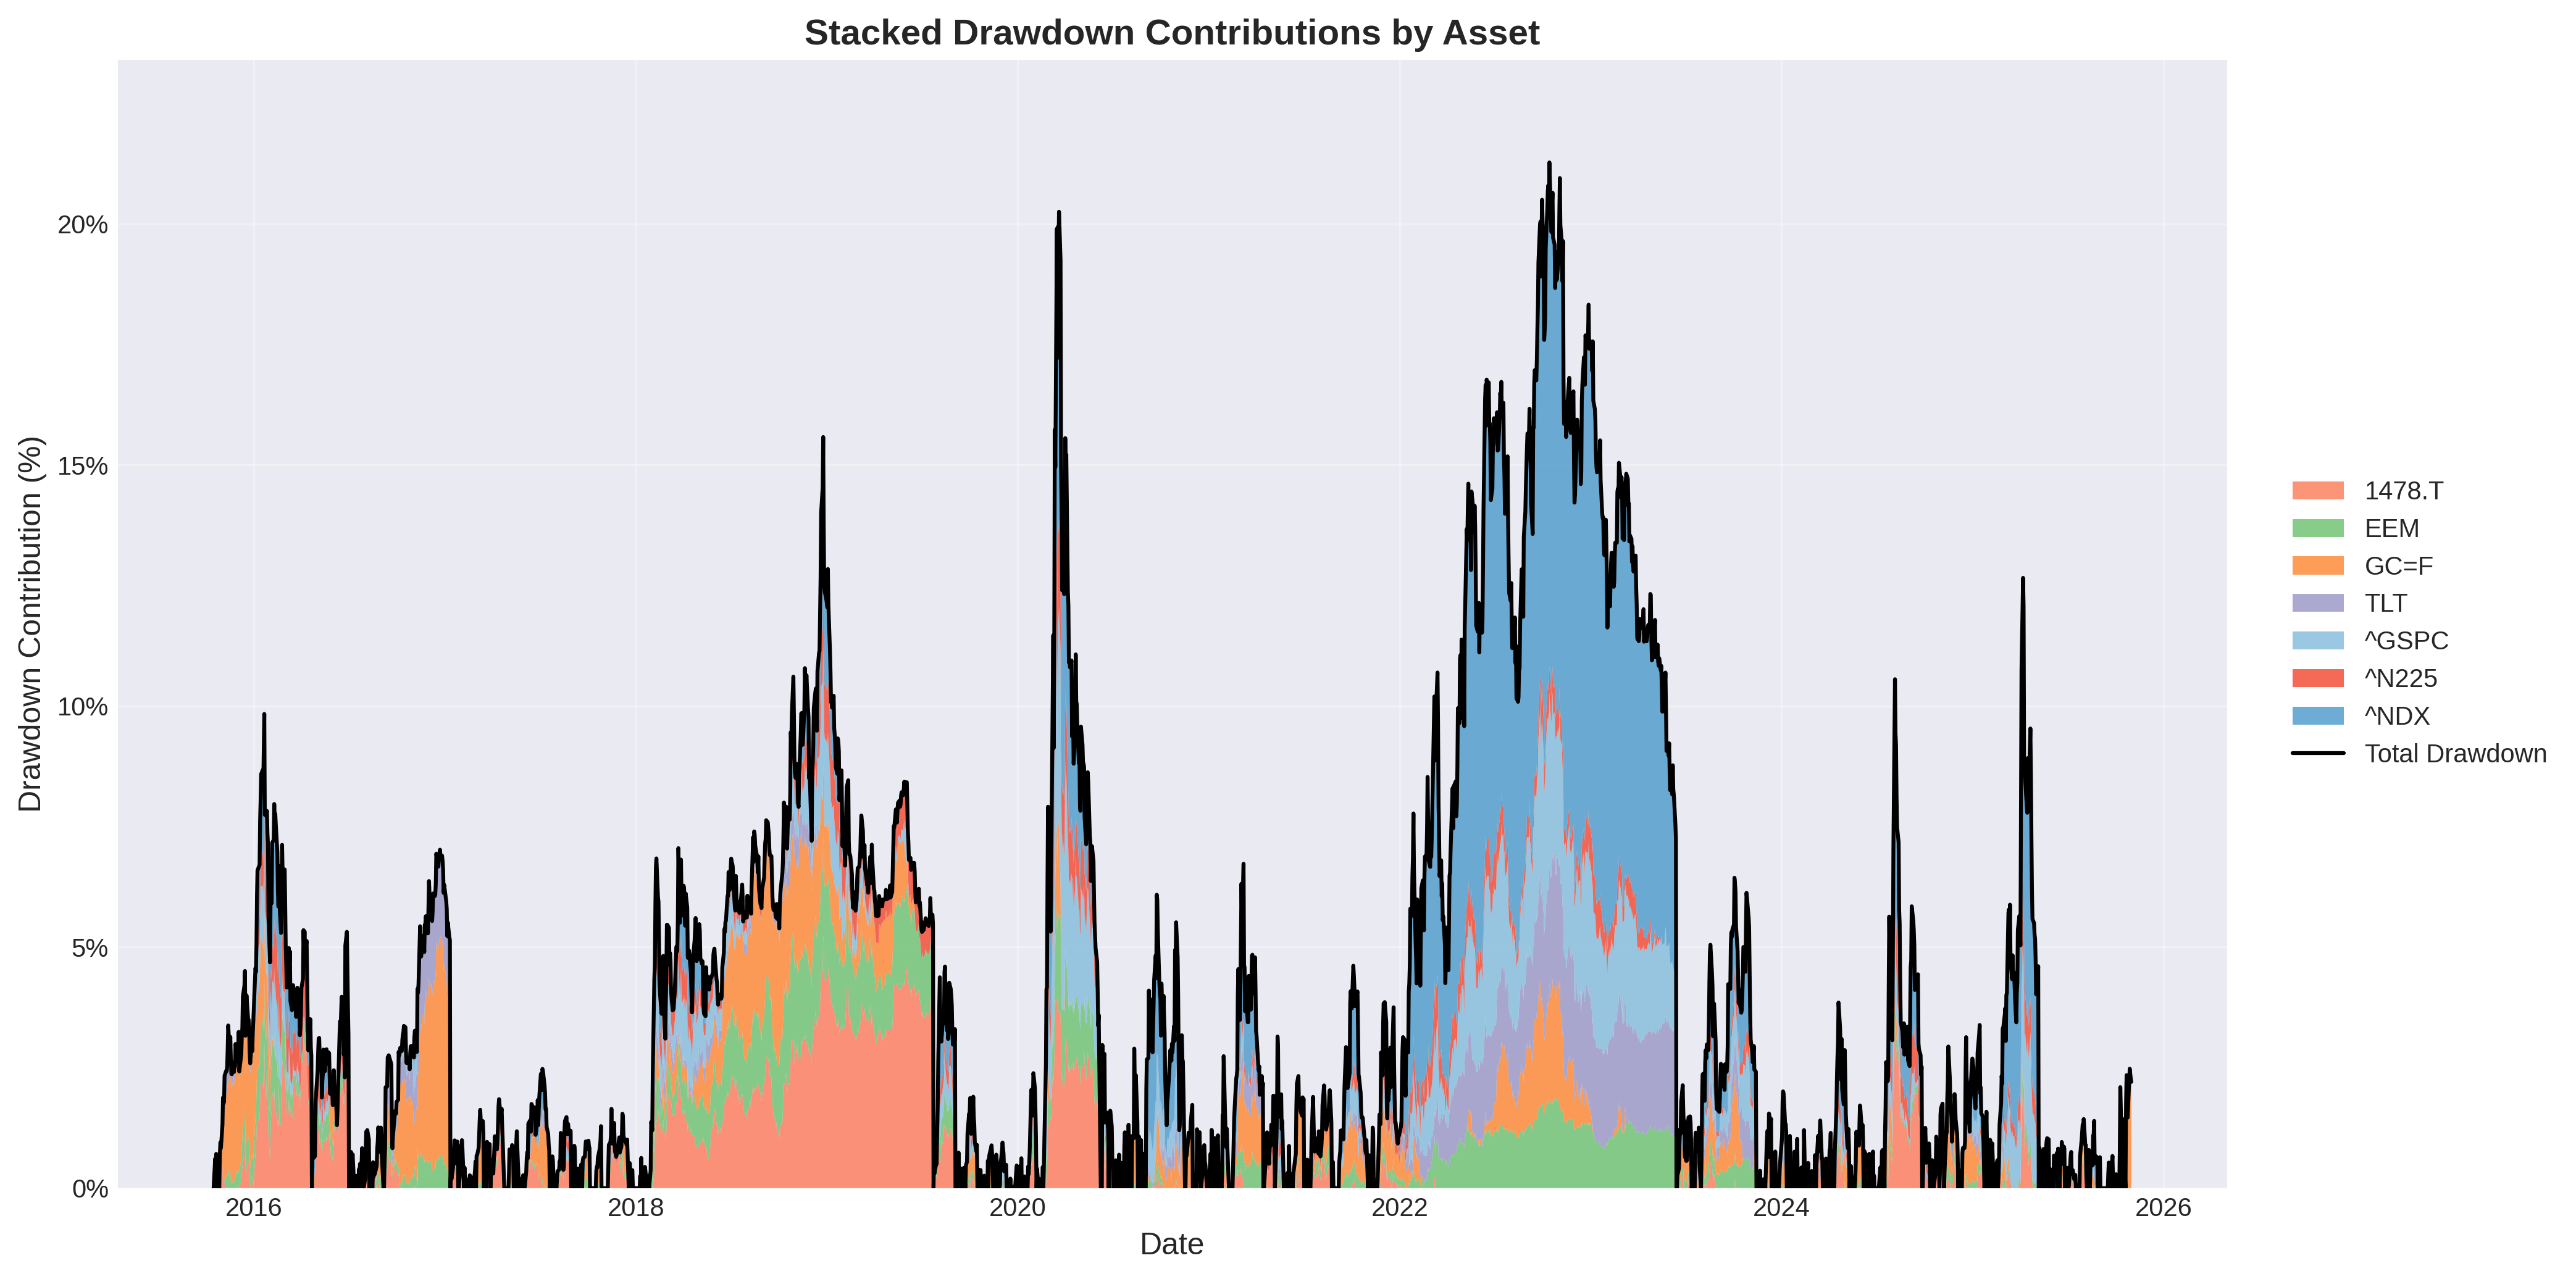 Stacked Drawdown Contributions by Asset
Drawdown Contribution (%)
20%
15%
10%
5%
0%
2016
2018
2020
2022
2024
2026
Date
1478.T
EEM
GC=F
TLT
^GSPC
^N225
^NDX
Total Drawdown